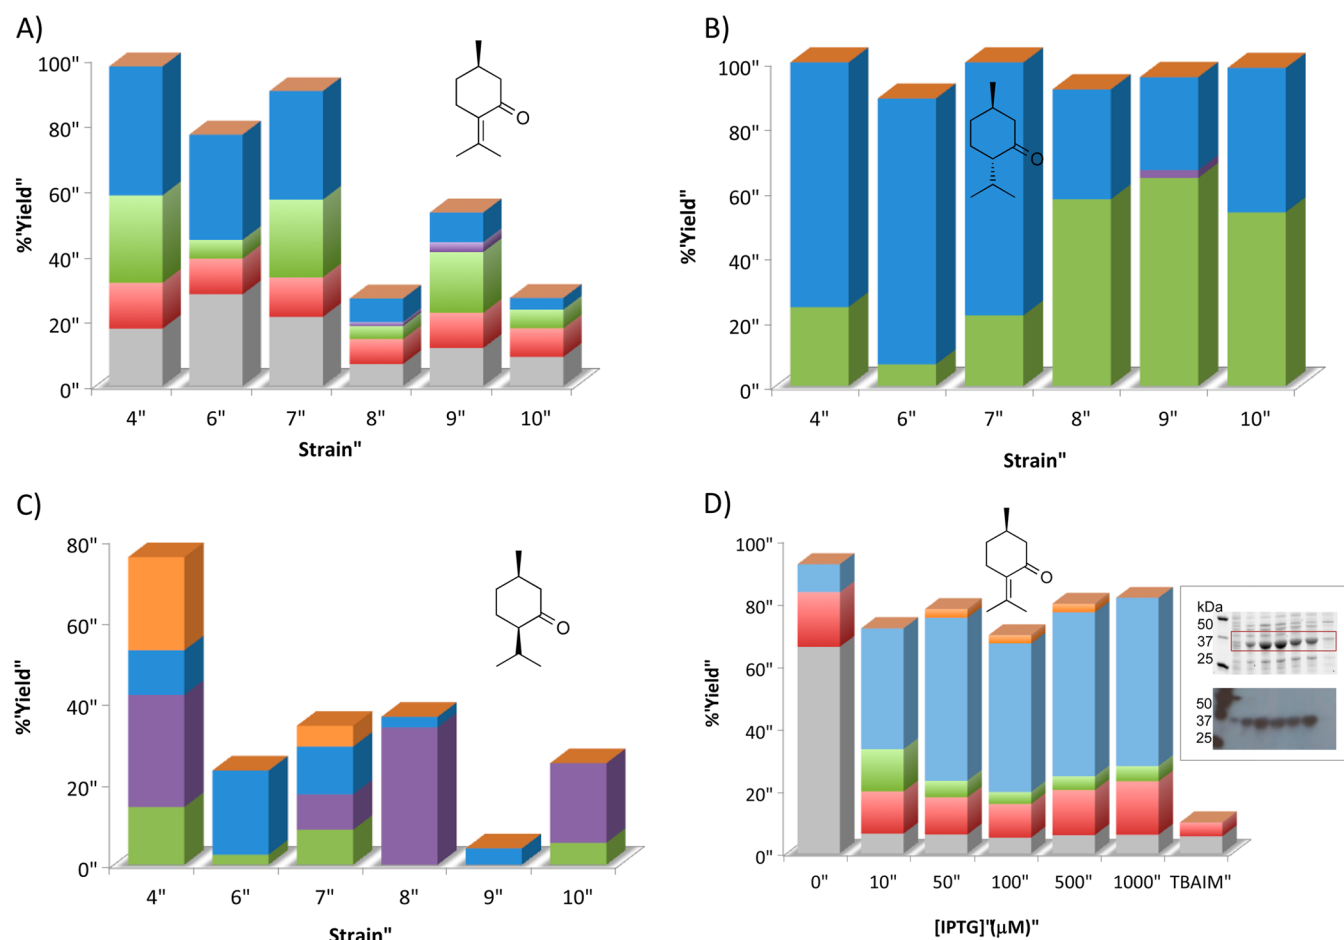 A)
100"
80"
60"
40"
20"
0"
%"Yield"
O
4" 6" 7" 8" 9" 10"
Strain"
B)
100"
80"
60"
40"
20"
0"
%"Yield"
O
4" 6" 7" 8" 9" 10"
Strain"
C)
80"
60"
40"
20"
0"
%"Yield"
O
4" 6" 7" 8" 9" 10"
Strain"
D)
100"
80"
60"
40"
20"
0"
%"Yield"
O
kDa
50
37
25
50
37
25
0" 10" 50" 100" 500" 1000" TBAIM"
[IPTG]"(μM)"